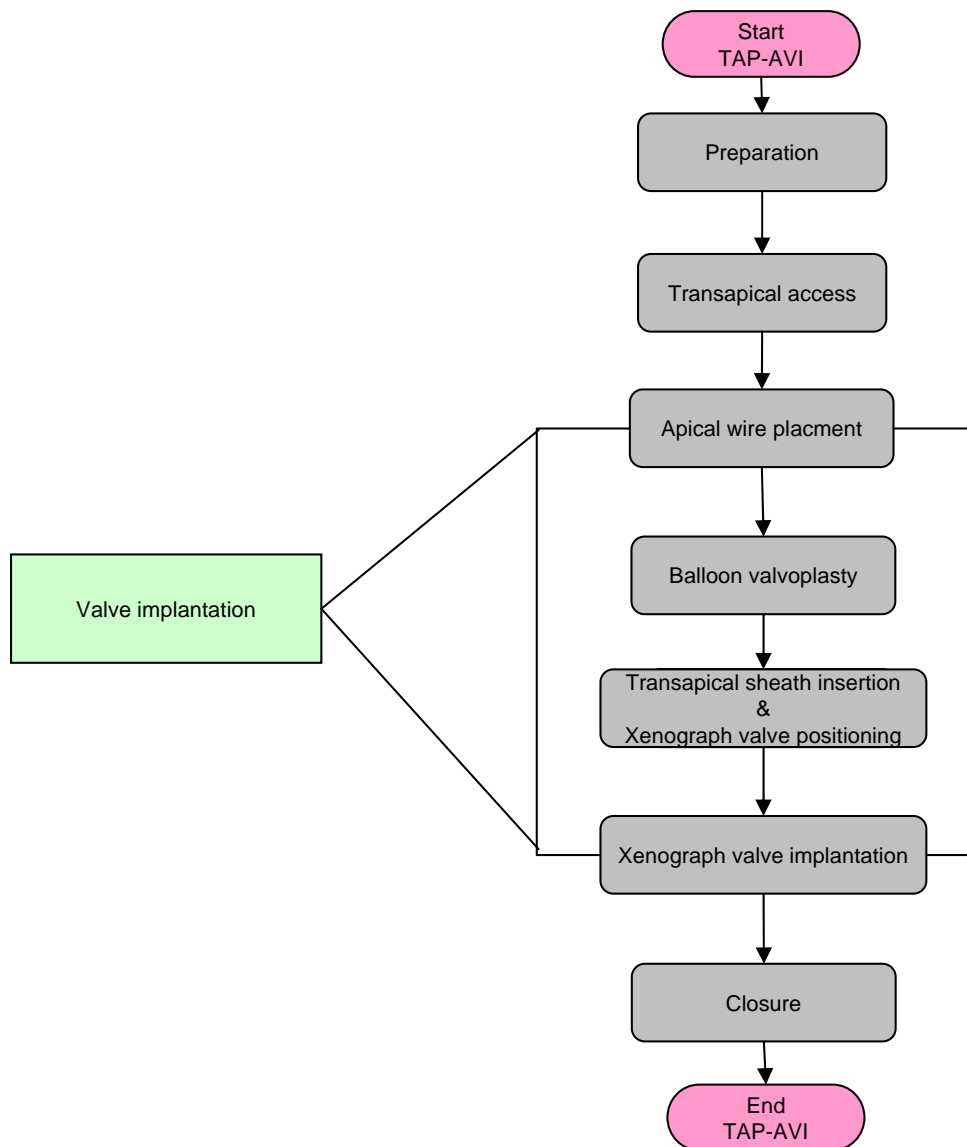 Start
TAP-AVI
Preparation
Transapical access
Apical wire placment
Balloon valvoplasty
Valve implantation
Transapical sheath insertion
&
Xenograph valve positioning
Xenograph valve implantation
Closure
End
TAP-AVI